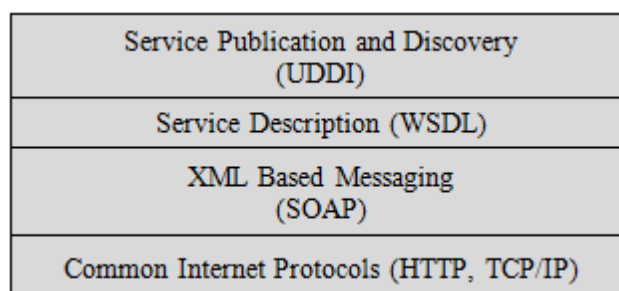 Service Publication and Discovery
(UDDI)
Service Description (WSDL)
XML Based Messaging
(SOAP)
Common Internet Protocols (HTTP, TCP/IP)